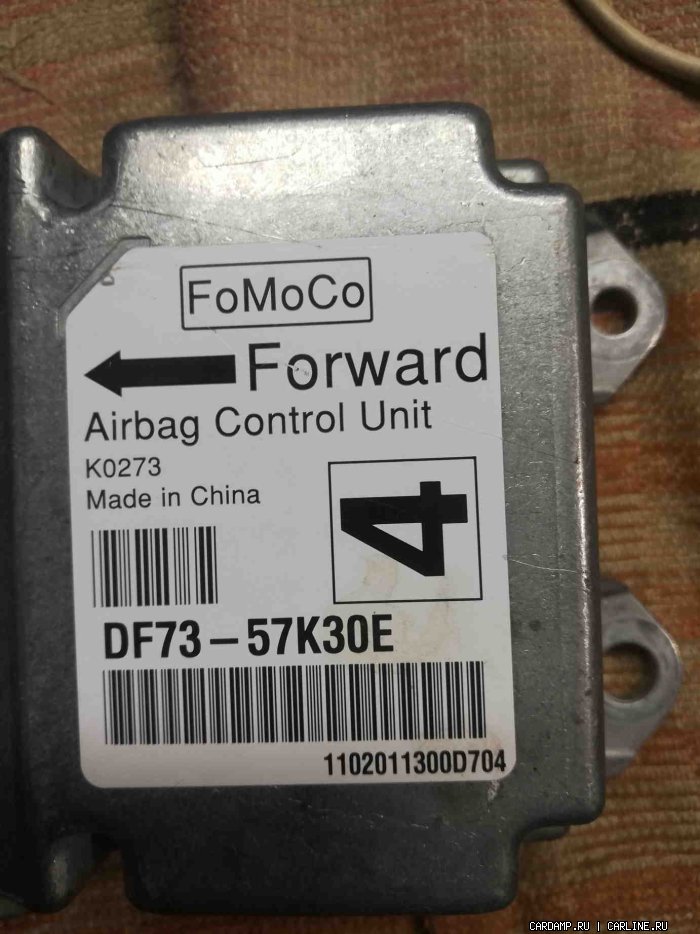 FoMoCo
Forward
Airbag Control Unit
K0273
Made in China
4
DF73-57K30E
1102011300D704
CARDAMP.RU | CARLINE.RU